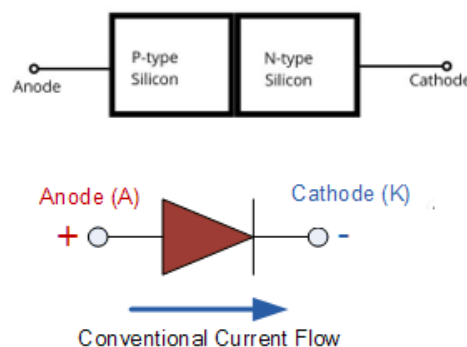 P-type
Silicon
N-type
Silicon
Anode
Cathode
Anode (A)
Cathode (K)
+
-
Conventional Current Flow